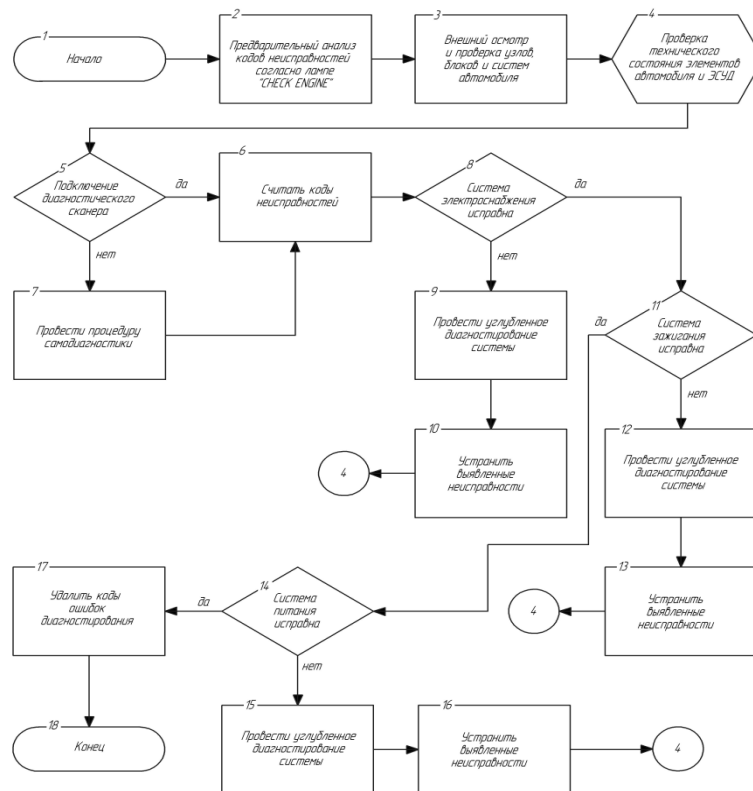 1
Начало
2
Предварительный анализ
кодов неисправностей
согласно лампе
"CHECK ENGINE"
3
Внешний осмотр
и проверка узлов,
блоков и систем
автомобиля
4
Проверка
технического
состояния элементов
автомобиля и ЭСУД
5
Подключение
диагностического
сканера
да
нет
6
Считать коды
неисправностей
7
Провести процедуру
самодиагностики
8
Система
электроснабжения
исправна
да
нет
9
Провести углубленное
диагностирование
системы
10
Устранить
выявленные
неисправности
4
11
Система
зажигания
исправна
да
нет
12
Провести углубленное
диагностирование
системы
13
Устранить
выявленные
неисправности
4
14
Система
питания
исправна
да
нет
15
Провести углубленное
диагностирование
системы
16
Устранить
выявленные
неисправности
4
17
Удалить коды
ошибок
диагностирования
18
Конец